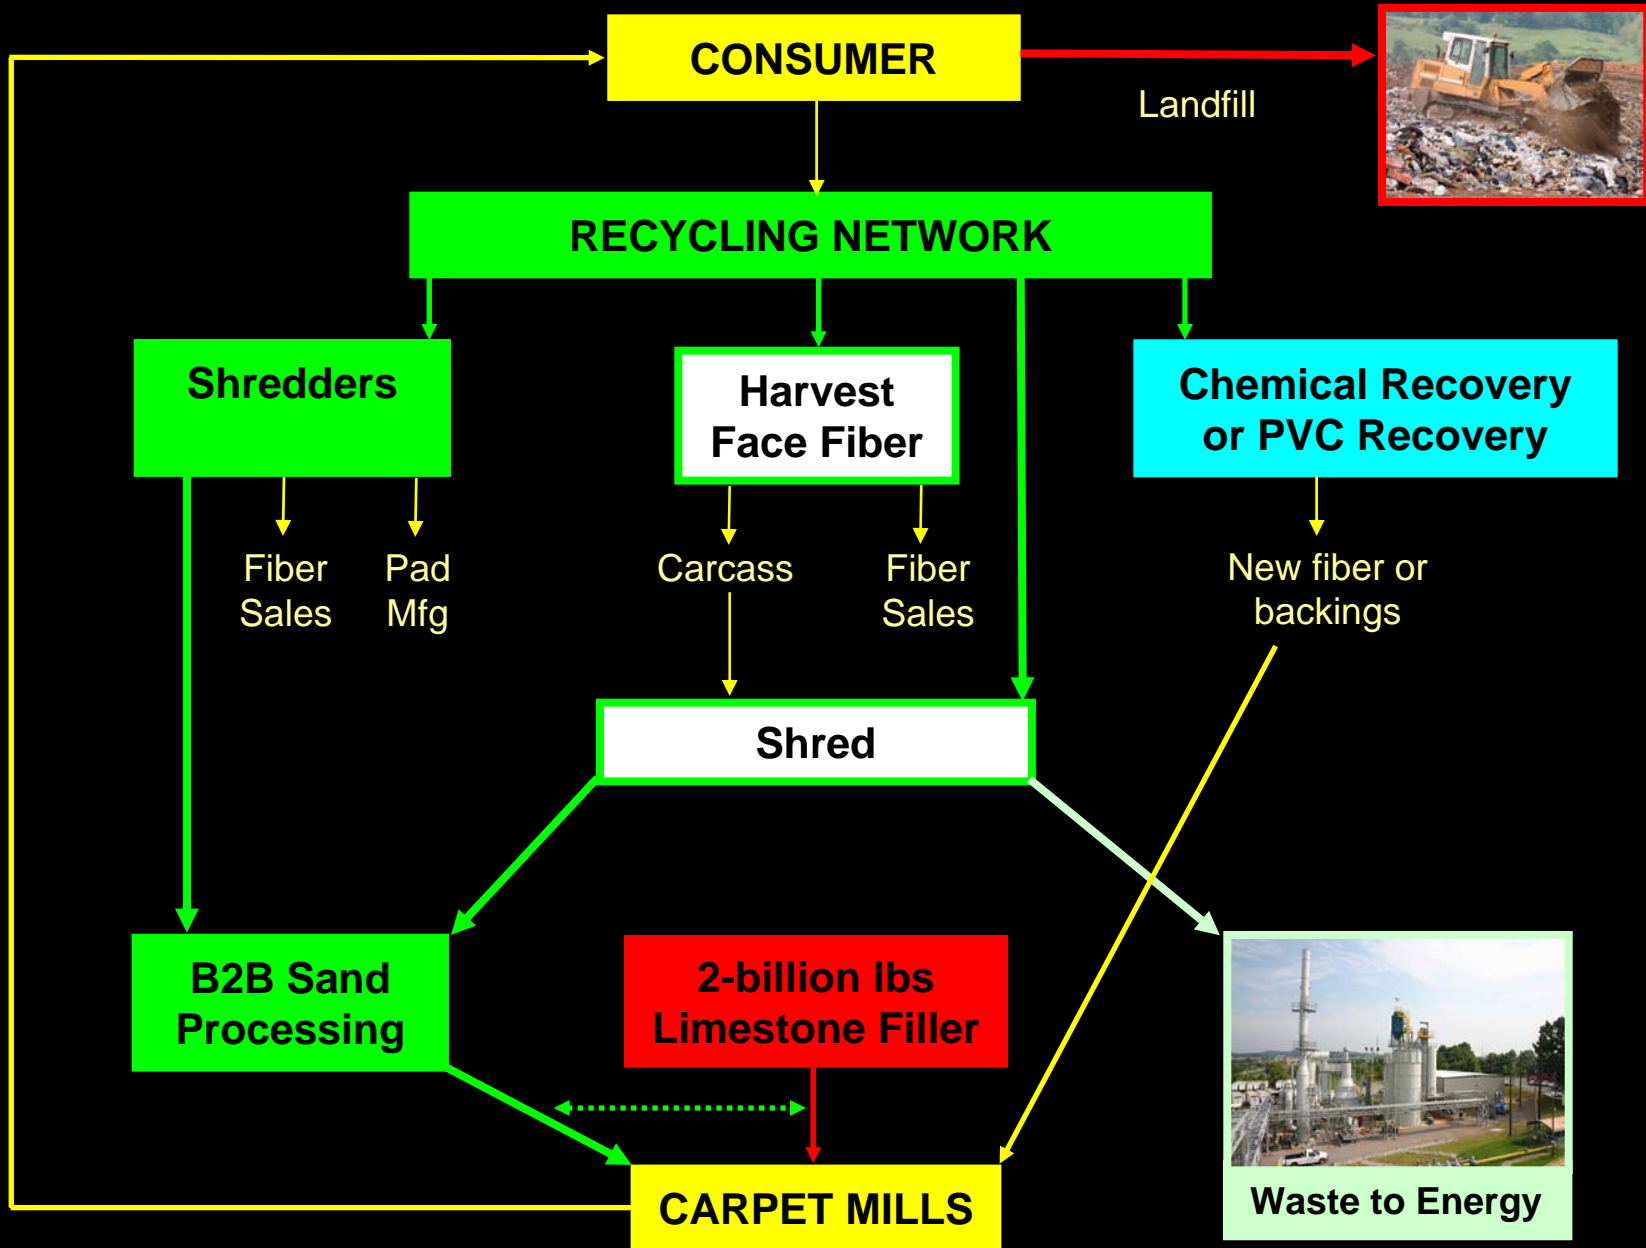 CONSUMER
Landfill
RECYCLING NETWORK
Shredders
Harvest
Face Fiber
Chemical Recovery
or PVC Recovery
Fiber
Sales
Pad
Mfg
Carcass
Fiber
Sales
New fiber or
backings
Shred
B2B Sand
Processing
2-billion lbs
Limestone Filler
CARPET MILLS
Waste to Energy